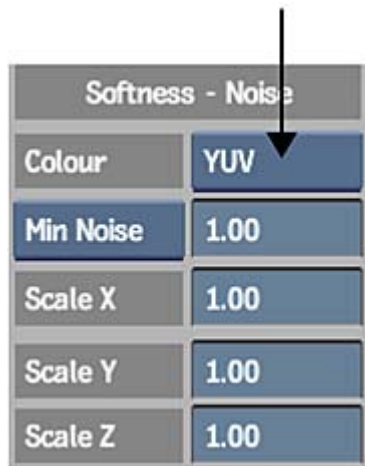 Softness - Noise
Colour YUV
Min Noise 1.00
Scale X 1.00
Scale Y 1.00
Scale Z 1.00